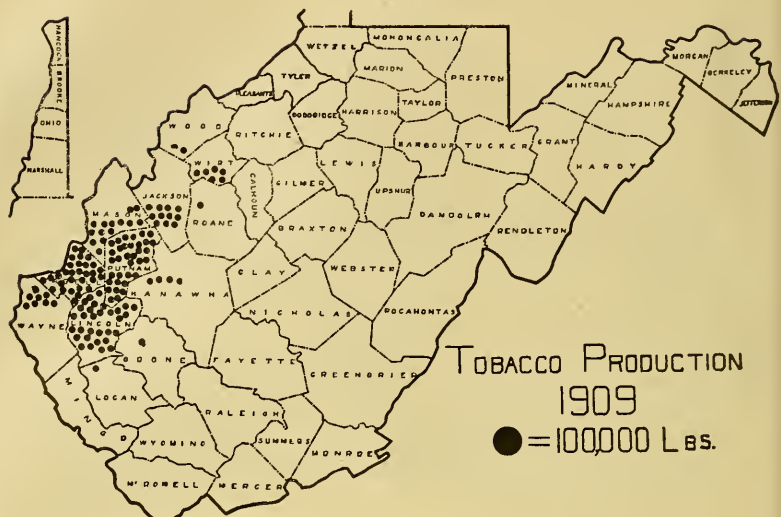 HANCOCK
BROOKE
OHIO
MARSHALL
MONONGALIA
WETZEL
MARION
PRESTON
TYLER
PLEASANTS
DODDRIDGE
HARRISON
TAYLOR
MORGAN
BERKELEY
JEFFERSON
MINERAL
HAMPSHIRE
WOOD
RITCHIE
BARBOUR
TUCKER
GRANT
HARDY
WIRT
LEWIS
CALHOUN
GILMER
UPSHUR
JACKSON
ROANE
RANDOLPH
MASON
BRAXTON
PENDLETON
PUTNAM
CLAY
WEBSTER
KANAWHA
NICHOLAS
POCAHONTAS
WAYNE
LINCOLN
BOONE
FAYETTE
GREENBRIER
MINGO
LOGAN
RALEIGH
WYOMING
SUMMERS
MONROE
McDOWELL
MERCER
TOBACCO PRODUCTION
1909
=100,000 LBS.